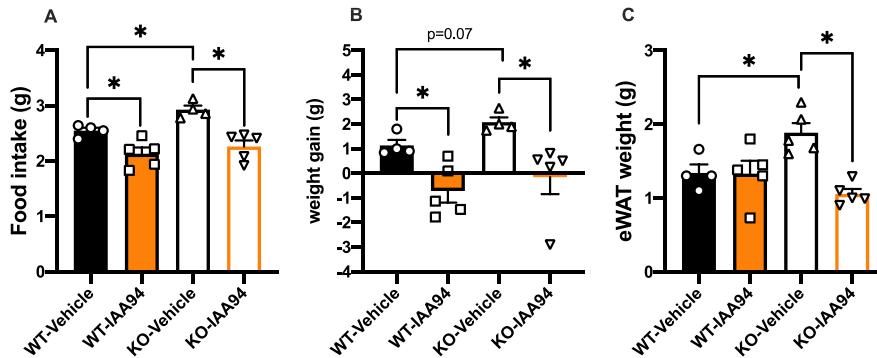 A
Food intake (g)
4
3
2
1
0
*
*
*
WT-Vehicle
WT-IAA94
KO-Vehicle
KO-IAA94
B
weight gain (g)
5
4
3
2
1
0
-1
-2
-3
-4
p=0.07
*
*
WT-Vehicle
WT-IAA94
KO-Vehicle
KO-IAA94
C
eWAT weight (g)
3
2
1
0
*
*
WT-Vehicle
WT-IAA94
KO-Vehicle
KO-IAA94